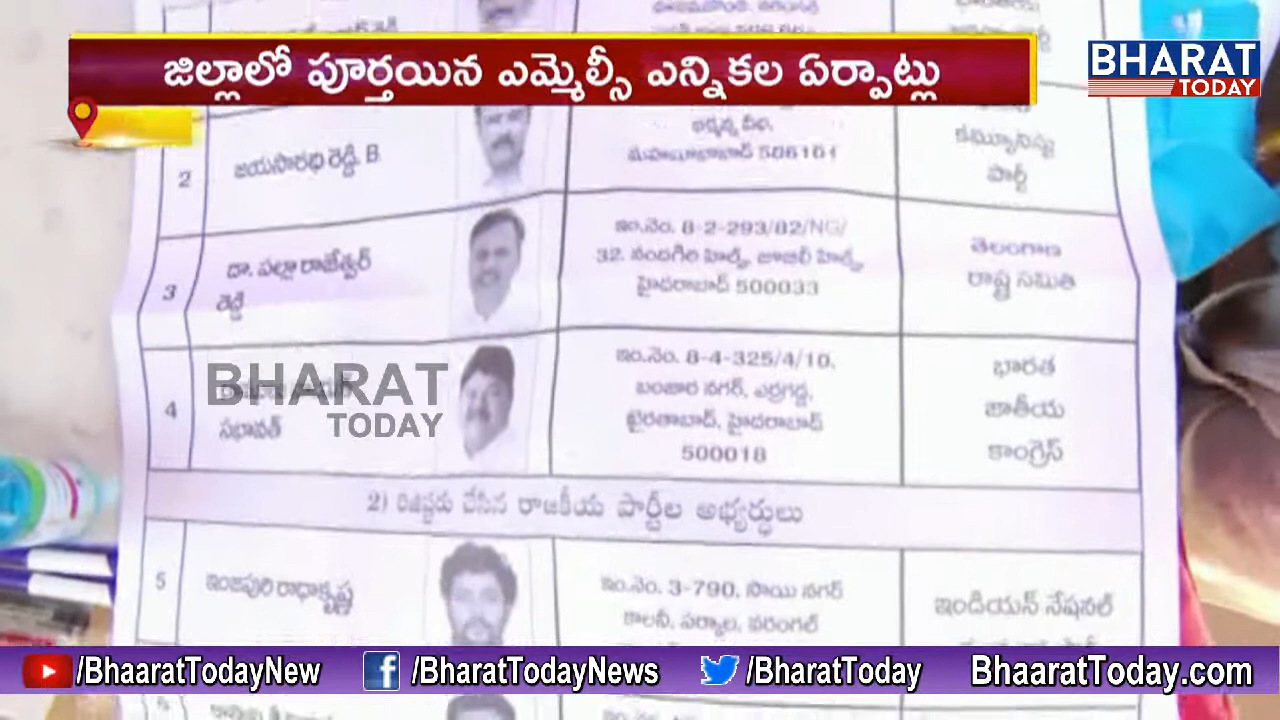 జిల్లాలో పూర్తయిన ఎమ్మెల్సీ ఎన్నికల ఏర్పాట్లు
BHARAT
TODAY
2
జయసారథి రెడ్డి. B
మహబూబాబాద్ 506101
కమ్యూనిస్టు
పార్టీ
3
డా. పల్లా రాజేశ్వర్
రెడ్డి
ఇం.నెం. 8-2-293/82/NG/
32. నందగిరి హిల్స్, జూబిలీ హిల్స్,
హైదరాబాద్ 500033
తెలంగాణ
రాష్ట్ర సమితి
4
సభావత్
ఇం.నెం. 8-4-325/4/10,
బంజార నగర్, ఎర్రగడ్డ,
ఖైరతాబాద్, హైదరాబాద్
500018
భారత
జాతీయ
కాంగ్రెస్
BHARAT
TODAY
2) రిజిస్టరు చేసిన రాజకీయ పార్టీల అభ్యర్థులు
5
ఇంజపురి రాధాకృష్ణ
ఇం.నెం. 3-790, సాయి నగర్
కాలనీ, పర్కాల, వరంగల్
ఇండియన్ నేషనల్
/BhaaratTodayNew
/BharatTodayNews
/BharatToday
BhaaratToday.com